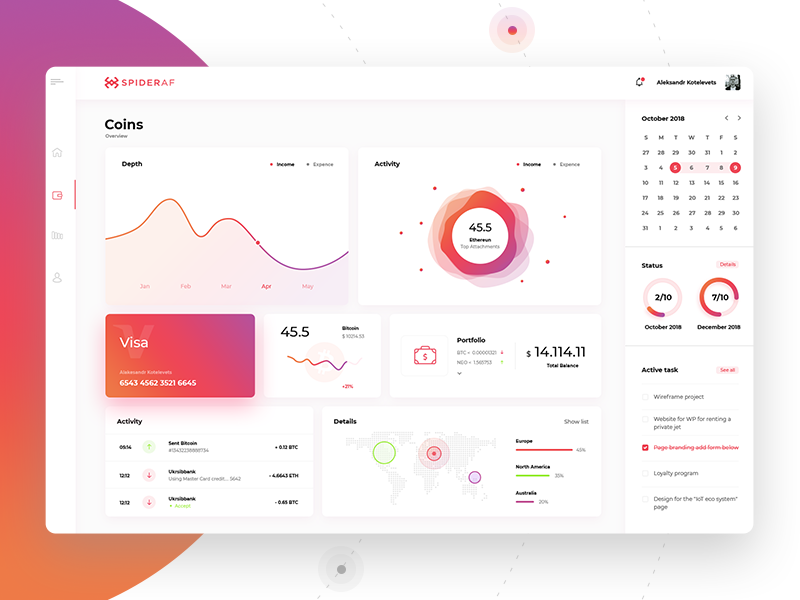 SPIDERAF
Aleksandr Kotelevets
Coins
Overview
Depth
Income
Expence
Jan
Feb
Mar
Apr
May
Activity
Income
Expence
45.5
Ethereun
Top Attachments
Visa
Aleksandr Kotelevets
6543 4562 3521 6645
45.5
Bitcoin
$ 10214.53
+21%
Portfolio
BTC + 0.00000321
NEO + 1.565753
$ 14.114.11
Total Balance
Activity
09:14
Sent Bitcoin
+ 0.12 BTC
12:12
Ukrsibbank
Using Master Card credit... 3642
- 4.6643 ETH
12:12
Ukrsibbank
+ Accept
- 0.65 BTC
Details
Show list
Europe
45%
North America
35%
Australia
20%
October 2018
S M T W T F S
27 28 29 30 31 1 2
3 4 5 6 7 8 9
10 11 12 13 14 15 16
17 18 19 20 21 22 23
24 25 26 27 28 29 30
31 1 2 3 4 5 6
Status
Details
2/10
7/10
October 2018
December 2018
Active task
See all
Wireframe project
Website for WP for renting a
private jet
Page branding add form below
Loyalty program
Design for the "IoT eco system"
page